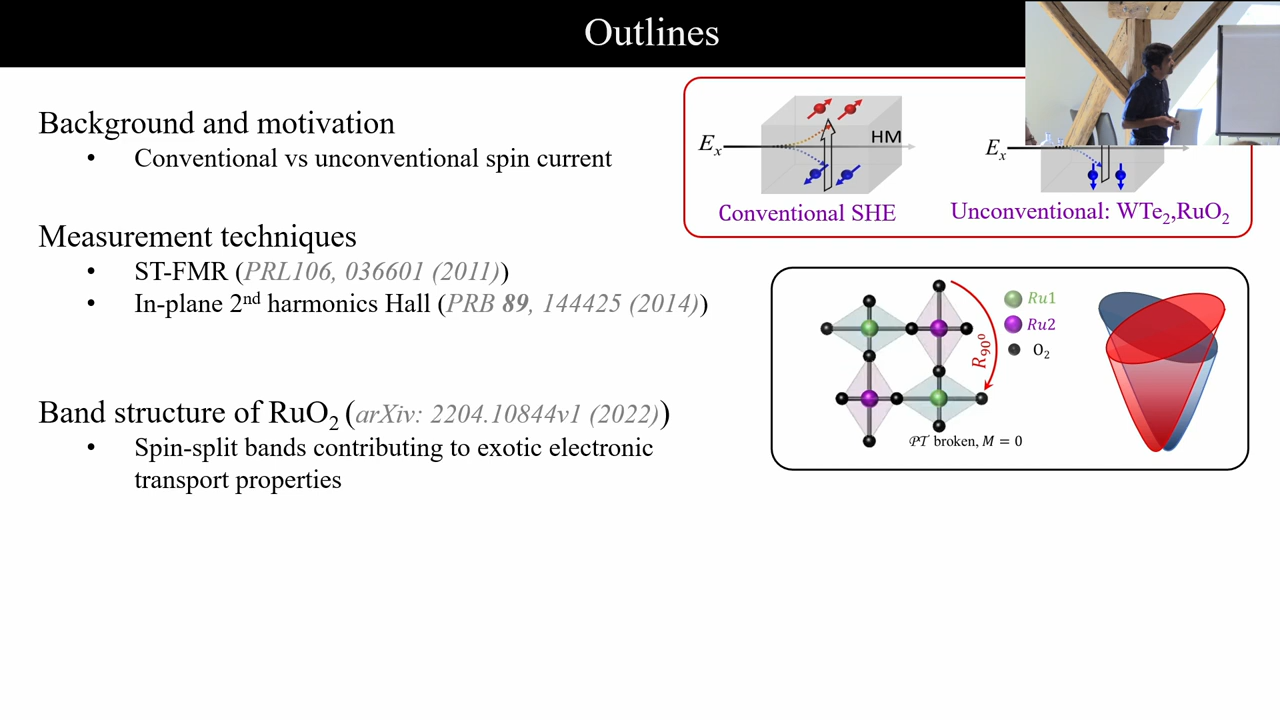 Outlines
Background and motivation
• Conventional vs unconventional spin current
Measurement techniques
• ST-FMR (PRL106, 036601 (2011))
• In-plane 2nd harmonics Hall (PRB 89, 144425 (2014))
Band structure of RuO2 (arXiv: 2204.10844v1 (2022))
• Spin-split bands contributing to exotic electronic
transport properties
Ex
HM
Conventional SHE
Ex
Unconventional: WTe2,RuO2
R90⁰
Ru1
Ru2
O2
𝒫𝒯 broken, M = 0